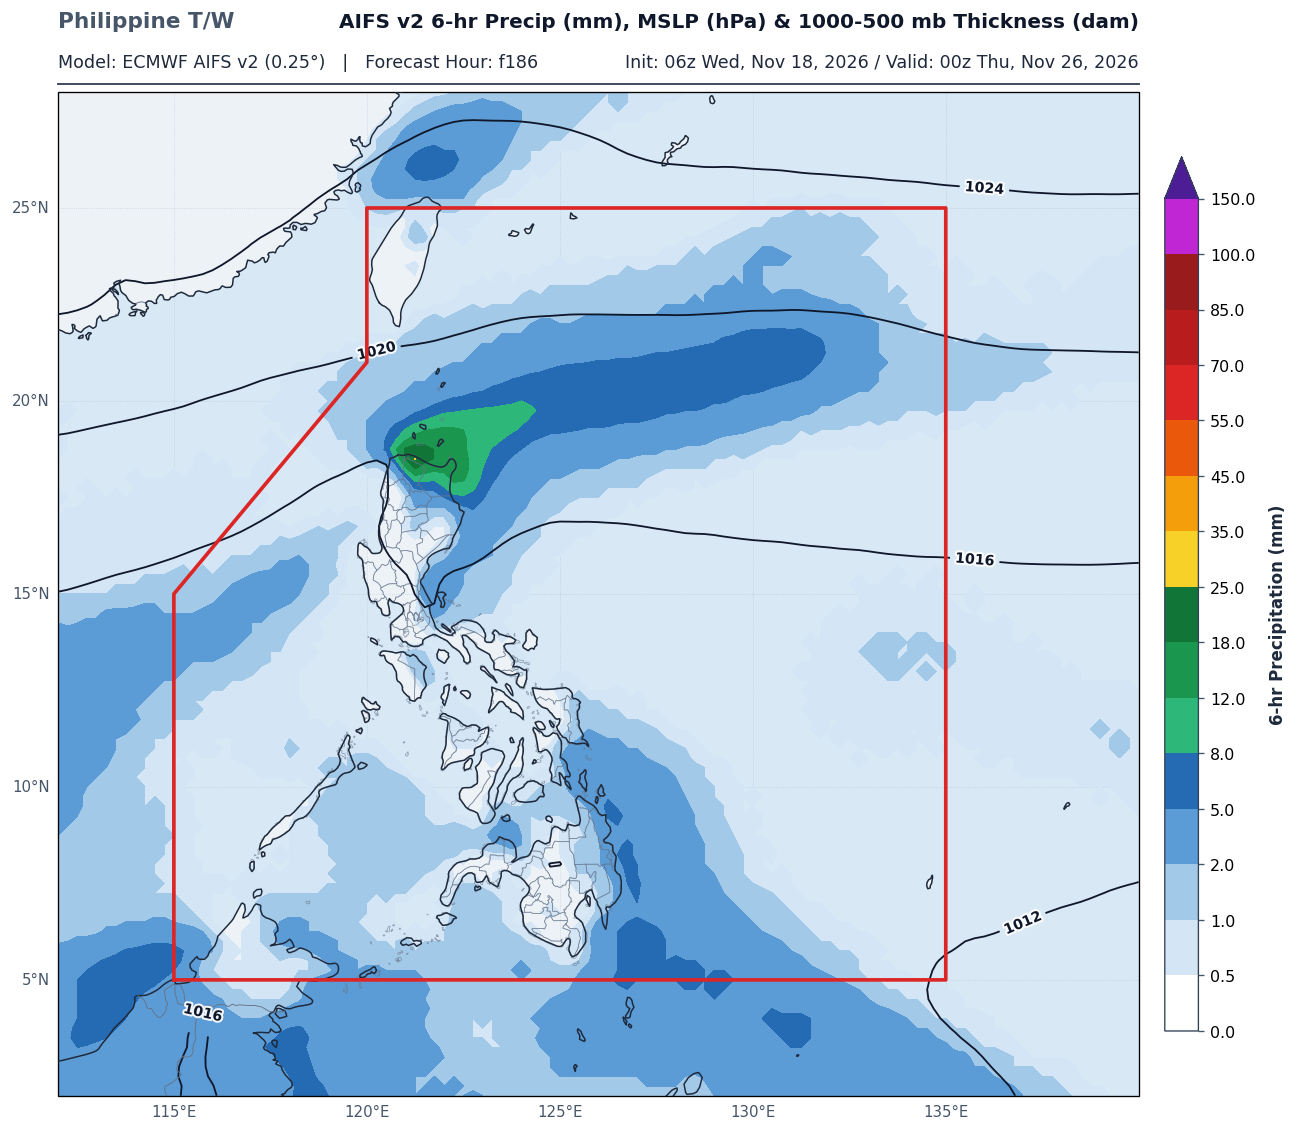 Philippine T/W
AIFS v2 6-hr Precip (mm), MSLP (hPa) & 1000-500 mb Thickness (dam)
Model: ECMWF AIFS v2 (0.25°)   |   Forecast Hour: f186
Init: 06z Wed, Nov 18, 2026 / Valid: 00z Thu, Nov 26, 2026
25°N
20°N
15°N
10°N
5°N
1024
1020
1016
1012
1016
115°E
120°E
125°E
130°E
135°E
150.0
100.0
85.0
70.0
55.0
45.0
35.0
25.0
18.0
12.0
8.0
5.0
2.0
1.0
0.5
0.0
6-hr Precipitation (mm)